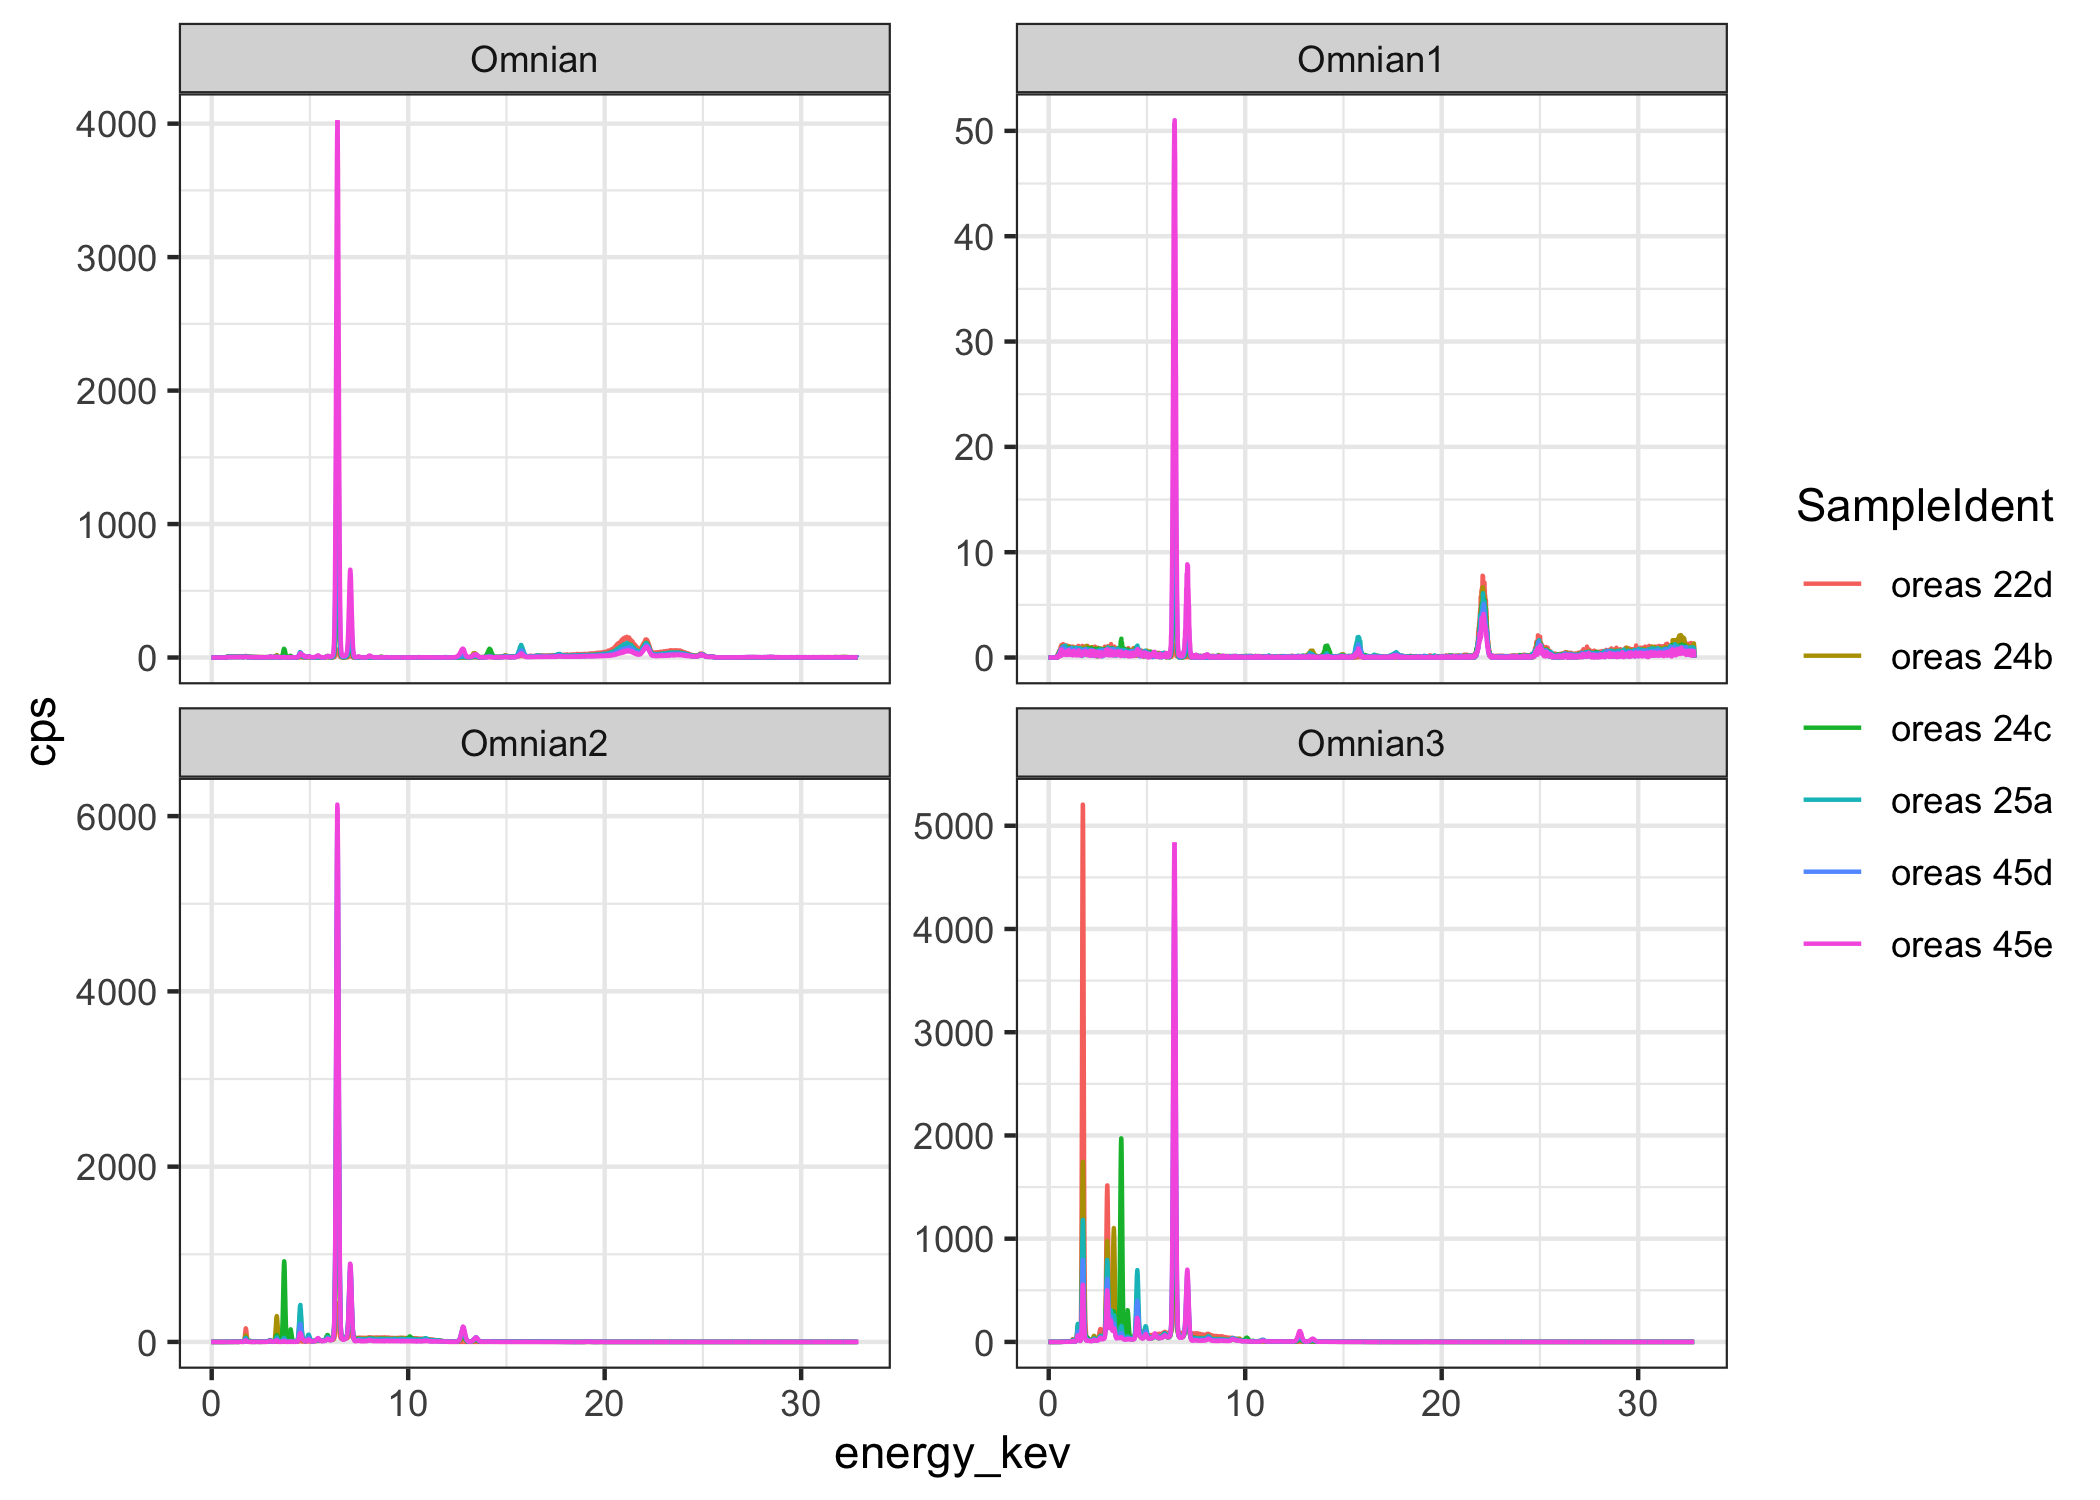 Omnian
Omnian1
4000
3000
2000
1000
0
50
40
30
20
10
0
Omnian2
Omnian3
6000
4000
2000
0
5000
4000
3000
2000
1000
0
0 10 20 30
0 10 20 30
energy_kev
cps
SampleIdent
oreas 22d
oreas 24b
oreas 24c
oreas 25a
oreas 45d
oreas 45e